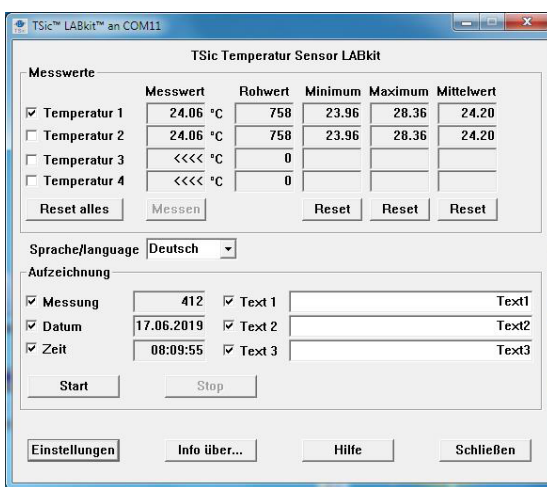 TSic™ LABkit™ an COM11
TSic Temperatur Sensor LABkit
Messwerte
Messwert Rohwert Minimum Maximum Mittelwert
Temperatur 1 24.06 °C 758 23.96 28.36 24.20
Temperatur 2 24.06 °C 758 23.96 28.36 24.20
Temperatur 3 <<<< °C 0
Temperatur 4 <<<< °C 0
Reset alles Messen Reset Reset Reset
Sprache/language Deutsch
Aufzeichnung
Messung 412 Text 1 Text1
Datum 17.06.2019 Text 2 Text2
Zeit 08:09:55 Text 3 Text3
Start Stop
Einstellungen Info über... Hilfe Schließen